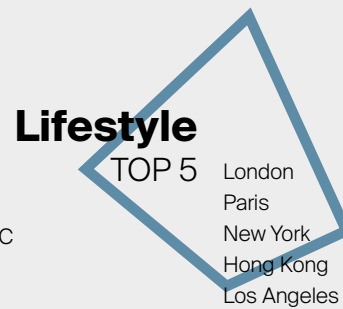 Lifestyle
TOP 5
London
Paris
C
New York
Hong Kong
Los Angeles